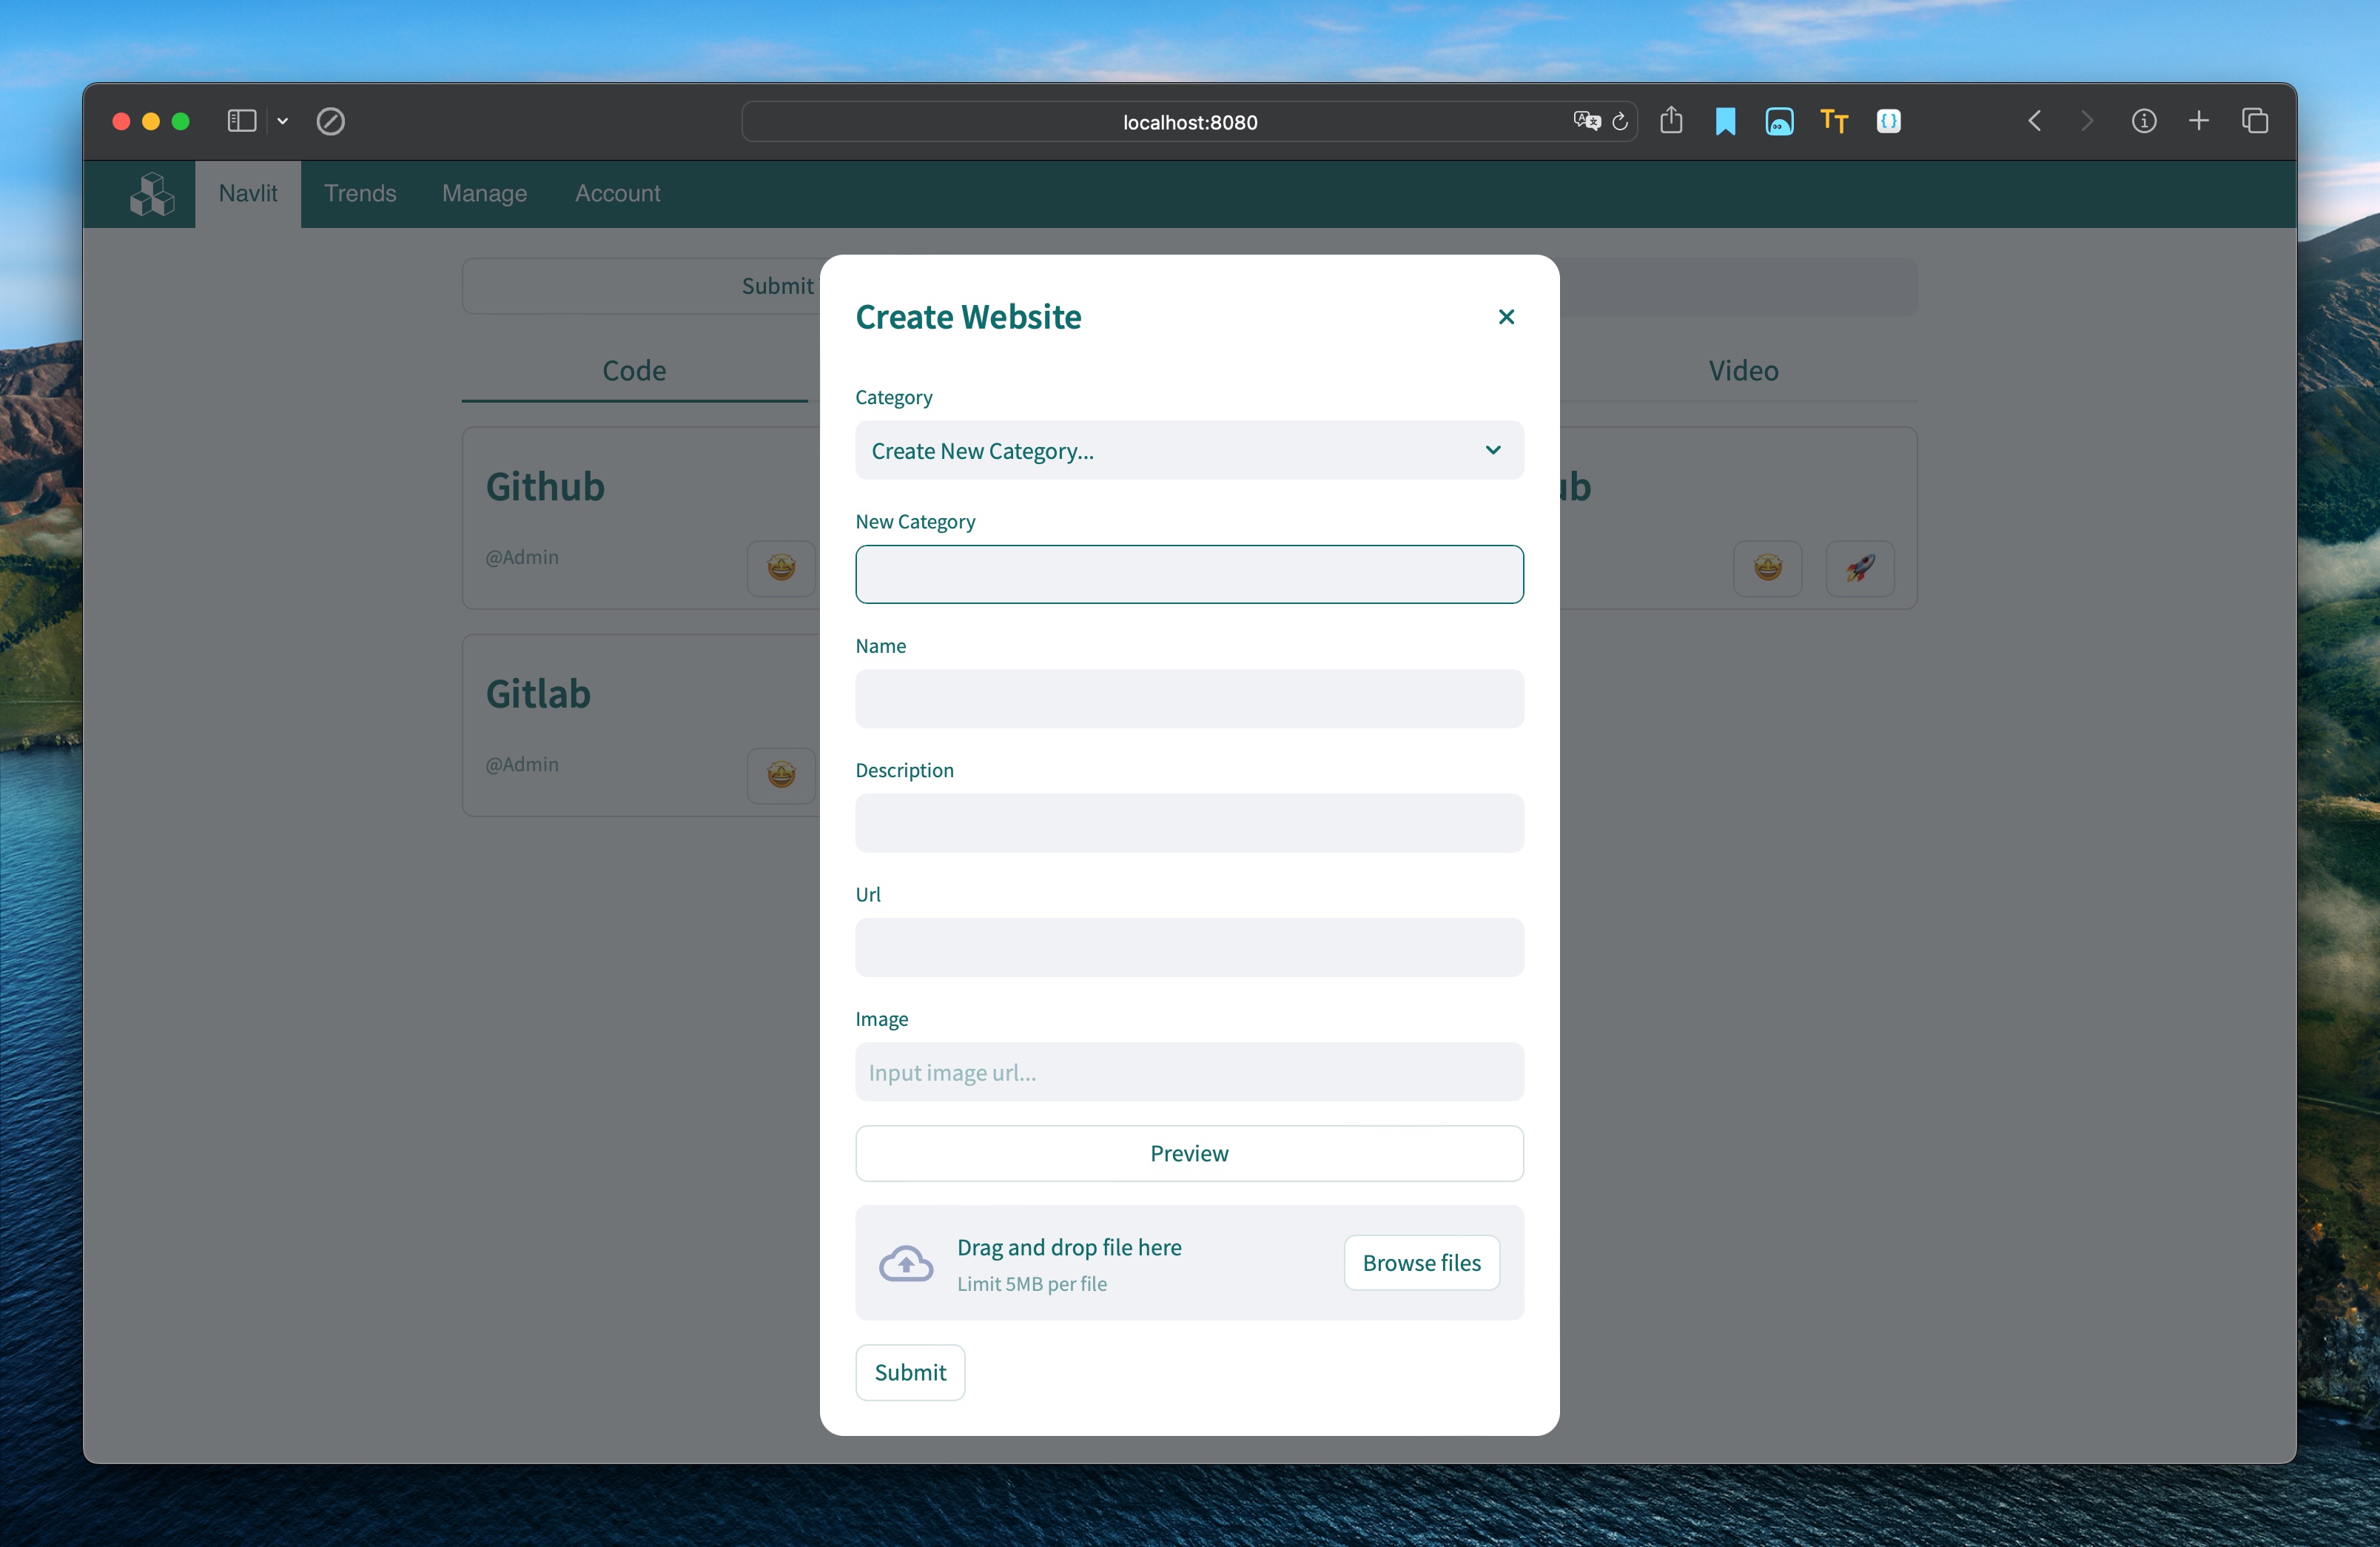 localhost:8080
Navlit Trends Manage Account
Submit
Code Video
Github
@Admin
ub
Gitlab
@Admin
Create Website
Category
Create New Category...
New Category
Name
Description
Url
Image
Input image url...
Preview
Drag and drop file here
Limit 5MB per file
Browse files
Submit